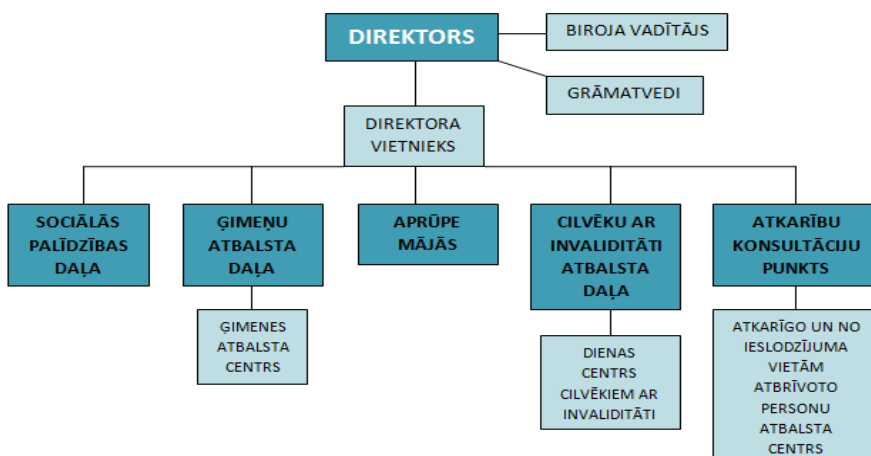 DIREKTORS
BIROJA VADĪTĀJS
GRĀMATVEDI
DIREKTORA
VIETNIEKS
SOCIĀLĀS
PALĪDZĪBAS
DAĻA
ĢIMEŅU
ATBALSTA
DAĻA
APRŪPE
MĀJĀS
CILVĒKU AR
INVALIDITĀTI
ATBALSTA
DAĻA
ATKARĪBU
KONSULTĀCIJU
PUNKTS
ĢIMENES
ATBALSTA
CENTRS
DIENAS
CENTRS
CILVĒKIEM AR
INVALIDITĀTI
ATKARĪGO UN NO
IESLODZĪJUMA
VIETĀM
ATBRĪVOTO
PERSONU
ATBALSTA
CENTRS